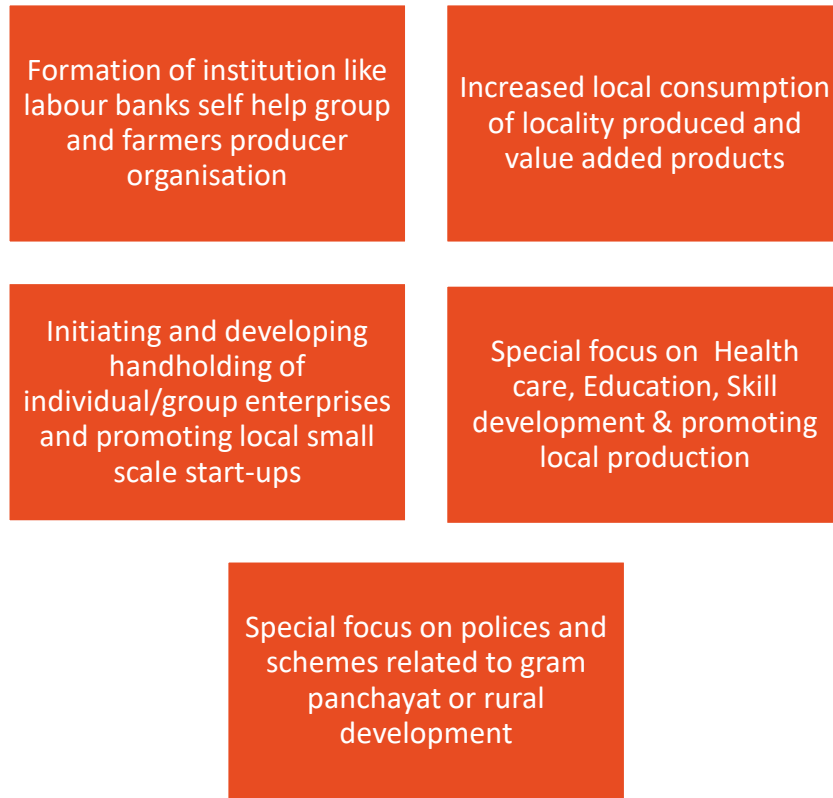 Formation of institution like
labour banks self help group
and farmers producer
organisation
Increased local consumption
of locality produced and
value added products
Initiating and developing
handholding of
individual/group enterprises
and promoting local small
scale start-ups
Special focus on Health
care, Education, Skill
development & promoting
local production
Special focus on polices and
schemes related to gram
panchayat or rural
development